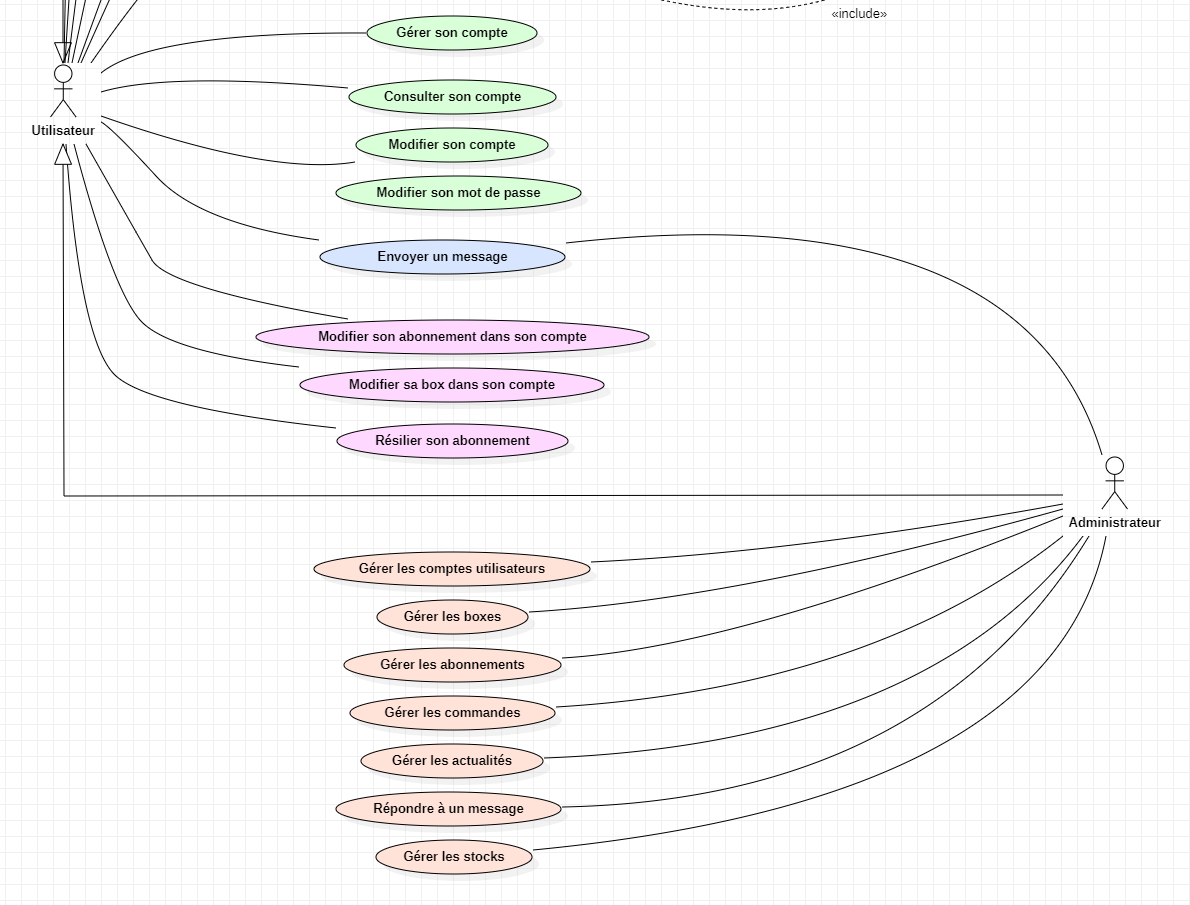 «include»
Gérer son compte
Consulter son compte
Utilisateur
Modifier son compte
Modifier son mot de passe
Envoyer un message
Modifier son abonnement dans son compte
Modifier sa box dans son compte
Résilier son abonnement
Administrateur
Gérer les comptes utilisateurs
Gérer les boxes
Gérer les abonnements
Gérer les commandes
Gérer les actualités
Répondre à un message
Gérer les stocks